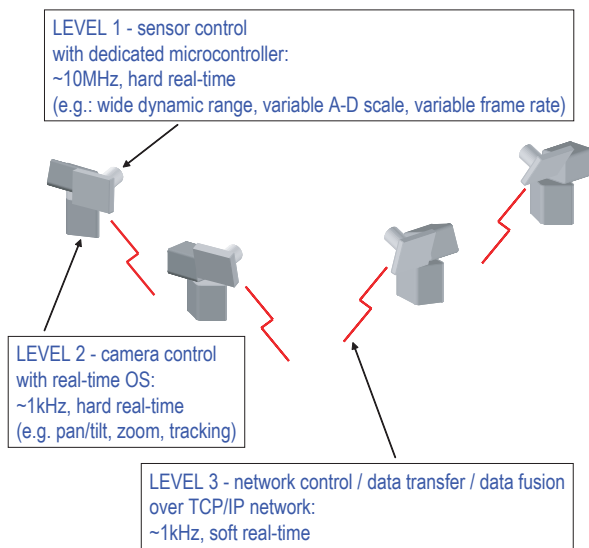 LEVEL 1 - sensor control
with dedicated microcontroller:
~10MHz, hard real-time
(e.g.: wide dynamic range, variable A-D scale, variable frame rate)
LEVEL 2 - camera control
with real-time OS:
~1kHz, hard real-time
(e.g. pan/tilt, zoom, tracking)
LEVEL 3 - network control / data transfer / data fusion
over TCP/IP network:
~1kHz, soft real-time